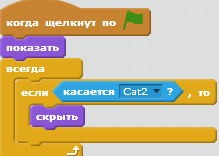 когда щелкнут по
показать
всегда
если касается Cat2 ? , то
скрыть